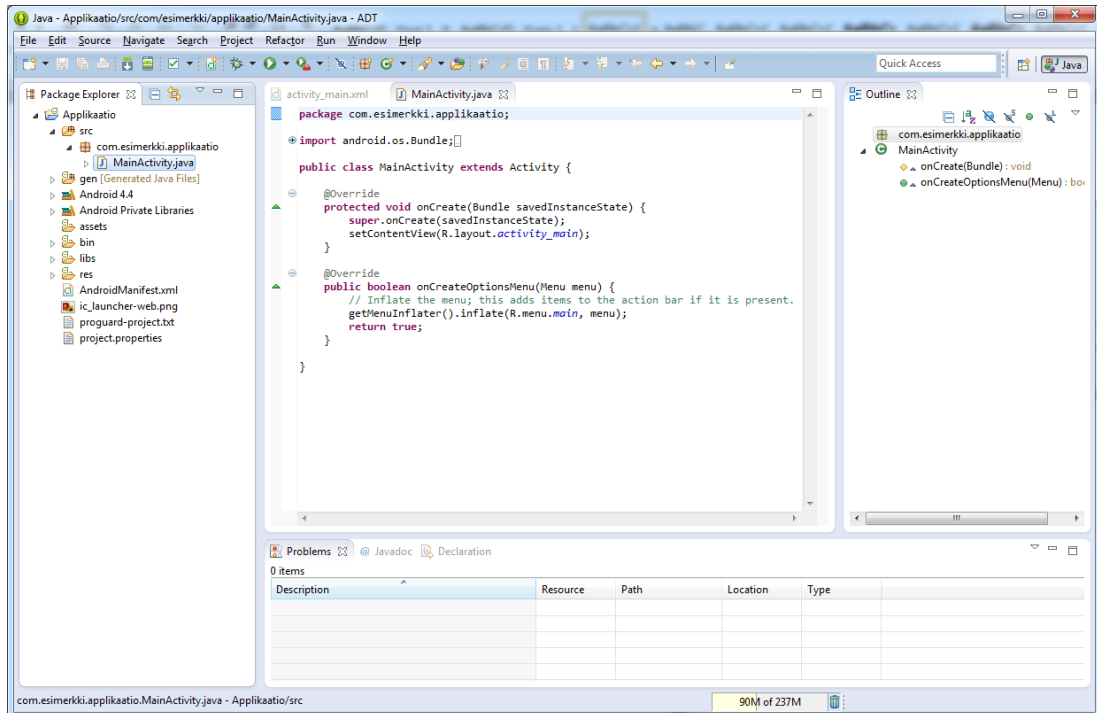 Java - Applikaatio/src/com/esimerkki/applikaatio/MainActivity.java - ADT
File Edit Source Navigate Search Project Refactor Run Window Help
Quick Access
Java
Package Explorer
Applikaatio
src
com.esimerkki.applikaatio
MainActivity.java
gen [Generated Java Files]
Android 4.4
Android Private Libraries
assets
bin
libs
res
AndroidManifest.xml
ic_launcher-web.png
proguard-project.txt
project.properties
activity_main.xml MainActivity.java
package com.esimerkki.applikaatio;
import android.os.Bundle;
public class MainActivity extends Activity {
@Override
protected void onCreate(Bundle savedInstanceState) {
super.onCreate(savedInstanceState);
setContentView(R.layout.activity_main);
}
@Override
public boolean onCreateOptionsMenu(Menu menu) {
// Inflate the menu; this adds items to the action bar if it is present.
getMenuInflater().inflate(R.menu.main, menu);
return true;
}
}
Outline
com.esimerkki.applikaatio
MainActivity
onCreate(Bundle) : void
onCreateOptionsMenu(Menu) : boo
Problems @ Javadoc Declaration
0 items
Description Resource Path Location Type
com.esimerkki.applikaatio.MainActivity.java - Applikaatio/src
90M of 237M